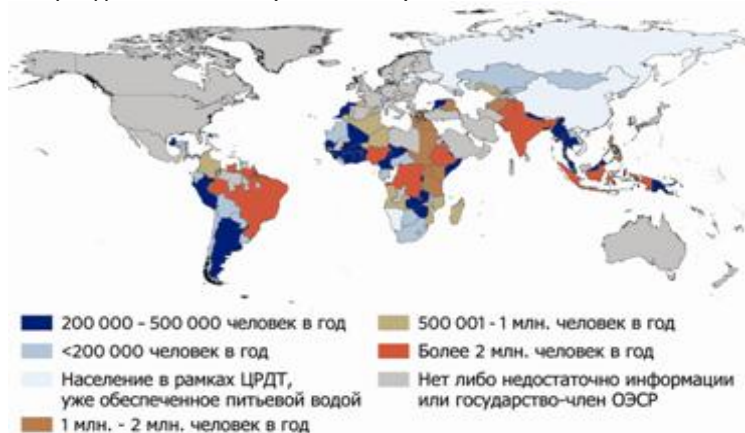 200 000 - 500 000 человек в год
<200 000 человек в год
Население в рамках ЦРДТ,
уже обеспеченное питьевой водой
1 млн. - 2 млн. человек в год
500 001 - 1 млн. человек в год
Более 2 млн. человек в год
Нет либо недостаточно информации
или государство-член ОЭСР